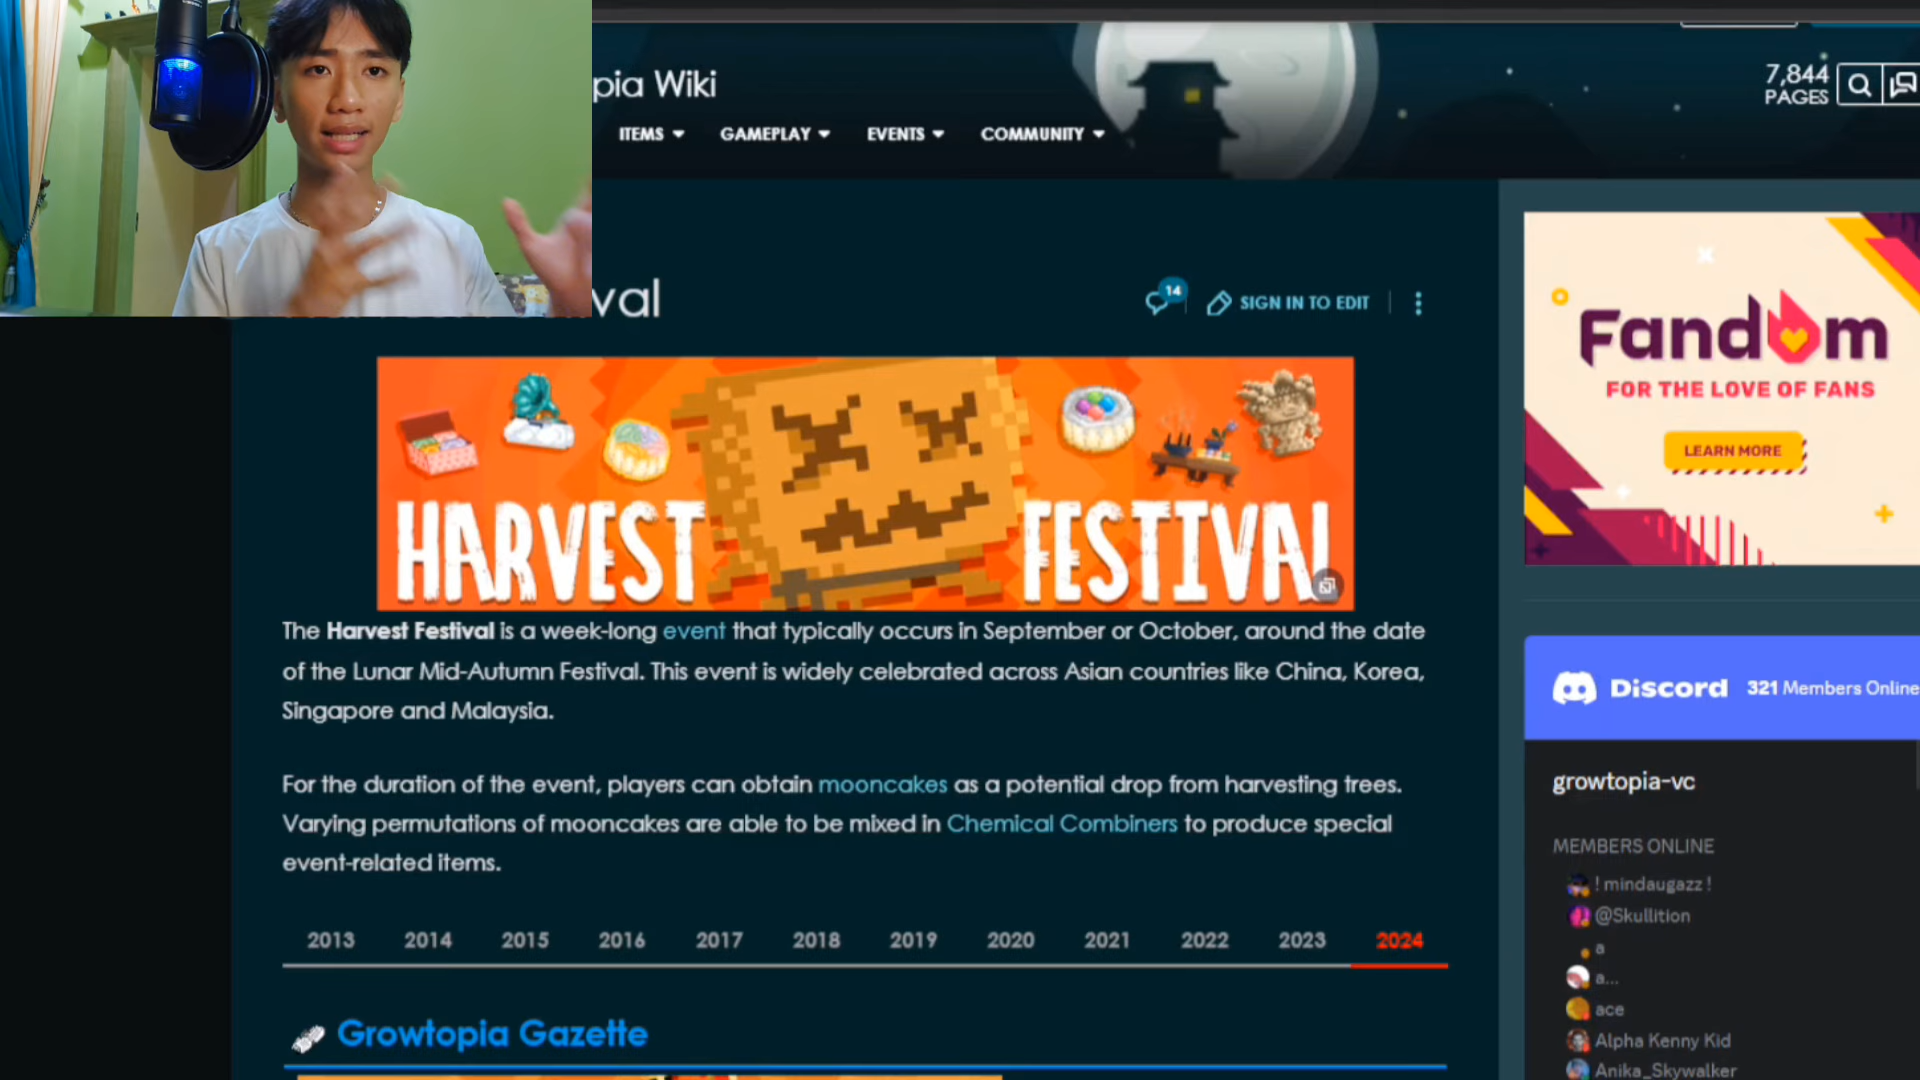 pia Wiki
7,844
PAGES
ITEMS
GAMEPLAY
EVENTS
COMMUNITY
val
14
SIGN IN TO EDIT
HARVEST FESTIVAL
The Harvest Festival is a week-long event that typically occurs in September or October, around the date
of the Lunar Mid-Autumn Festival. This event is widely celebrated across Asian countries like China, Korea,
Singapore and Malaysia.
For the duration of the event, players can obtain mooncakes as a potential drop from harvesting trees.
Varying permutations of mooncakes are able to be mixed in Chemical Combiners to produce special
event-related items.
2013 2014 2015 2016 2017 2018 2019 2020 2021 2022 2023 2024
Growtopia Gazette
Fandom
FOR THE LOVE OF FANS
LEARN MORE
Discord 321 Members Online
growtopia-vc
MEMBERS ONLINE
! mindaugazz !
@Skullition
a
a...
ace
Alpha Kenny Kid
Anika_Skywalker